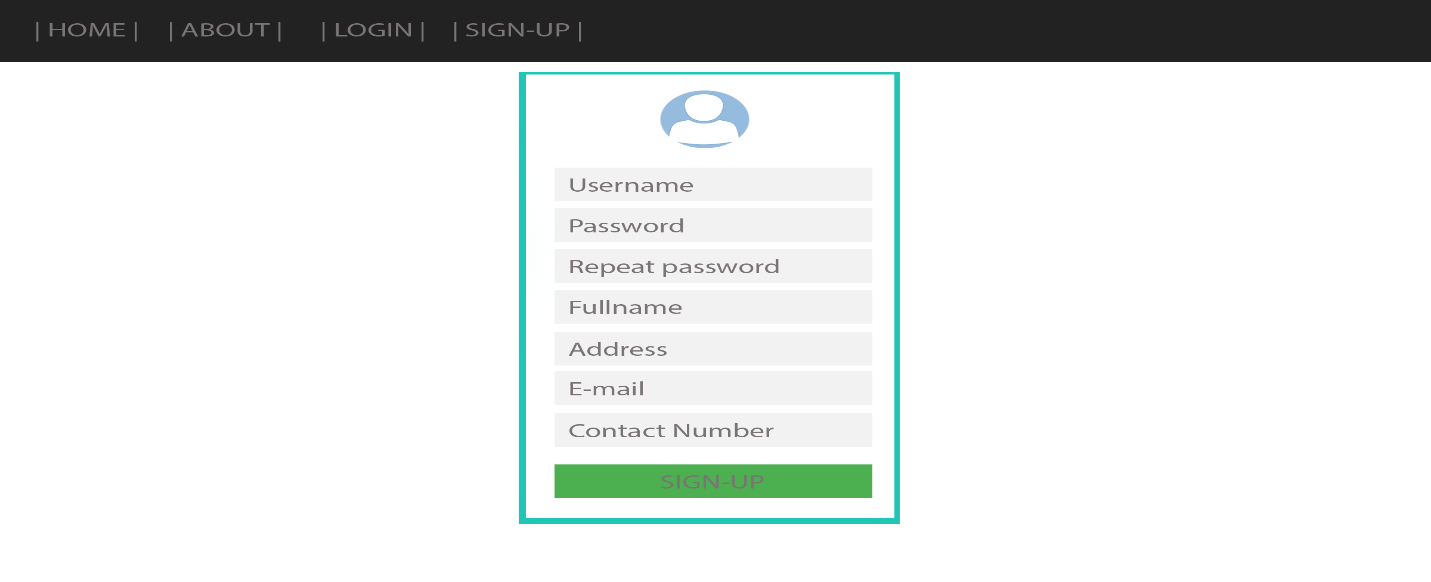 | HOME | | ABOUT | | LOGIN | | SIGN-UP |
Username
Password
Repeat password
Fullname
Address
E-mail
Contact Number
SIGN-UP